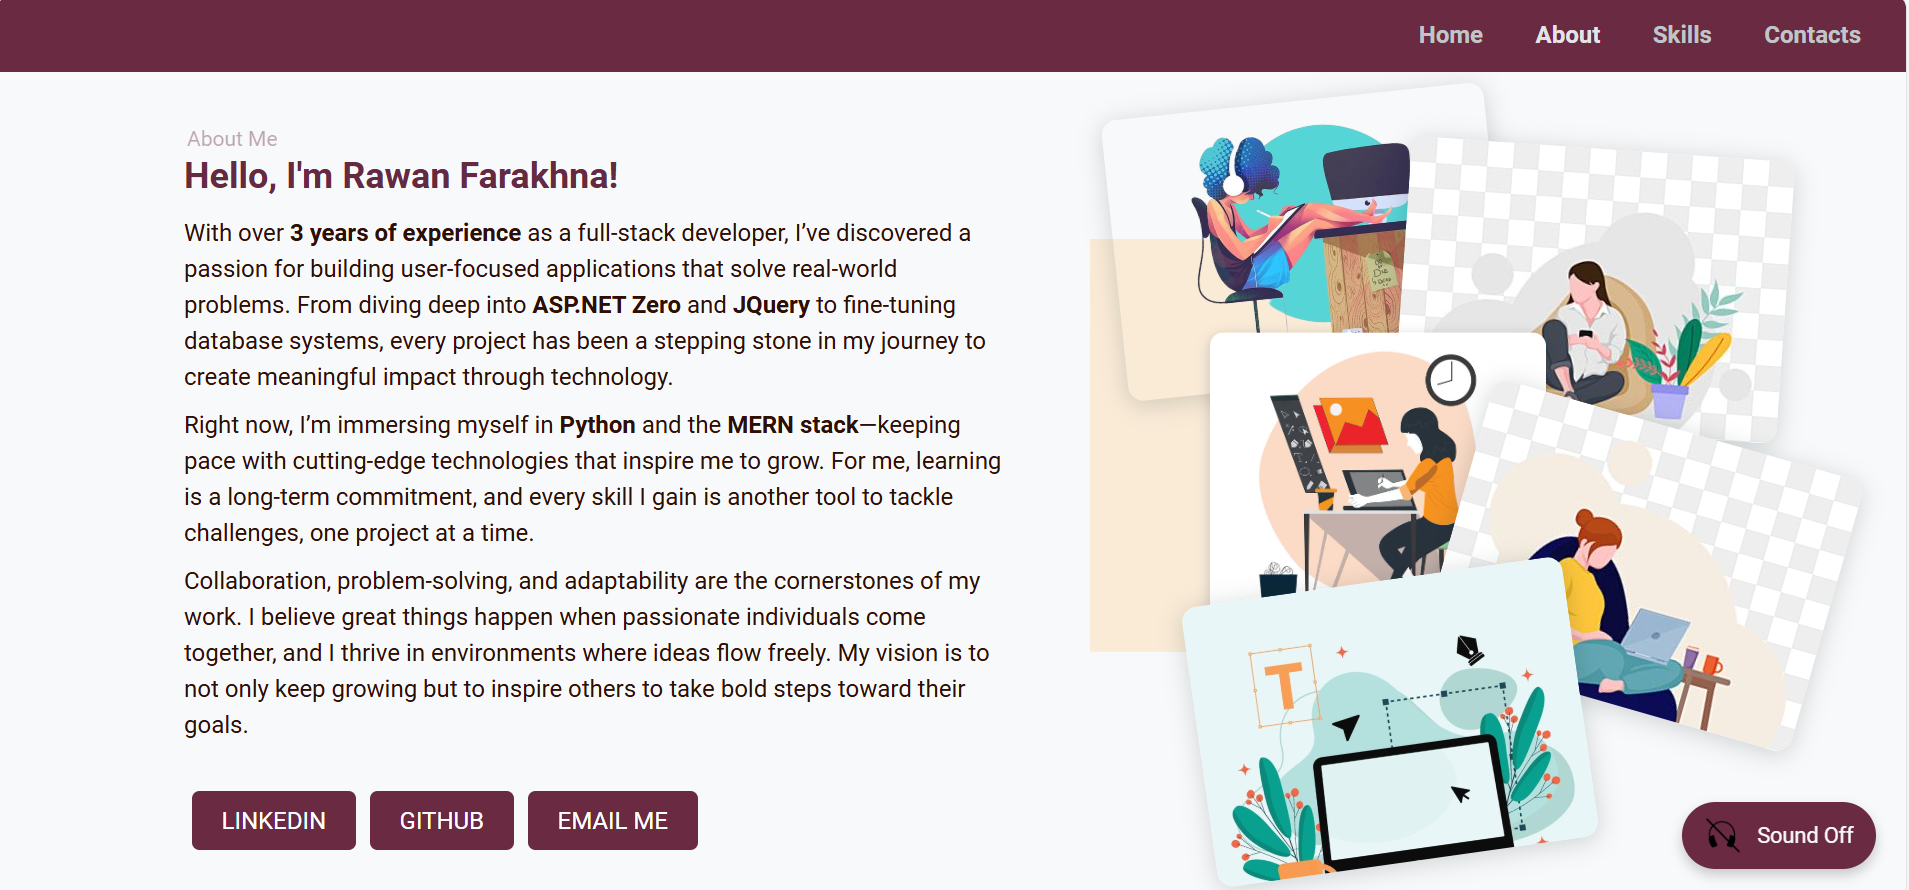 Home About Skills Contacts
About Me
Hello, I'm Rawan Farakhna!
With over 3 years of experience as a full-stack developer, I’ve discovered a
passion for building user-focused applications that solve real-world
problems. From diving deep into ASP.NET Zero and JQuery to fine-tuning
database systems, every project has been a stepping stone in my journey to
create meaningful impact through technology.
Right now, I’m immersing myself in Python and the MERN stack—keeping
pace with cutting-edge technologies that inspire me to grow. For me, learning
is a long-term commitment, and every skill I gain is another tool to tackle
challenges, one project at a time.
Collaboration, problem-solving, and adaptability are the cornerstones of my
work. I believe great things happen when passionate individuals come
together, and I thrive in environments where ideas flow freely. My vision is to
not only keep growing but to inspire others to take bold steps toward their
goals.
LINKEDIN GITHUB EMAIL ME
T
Sound Off